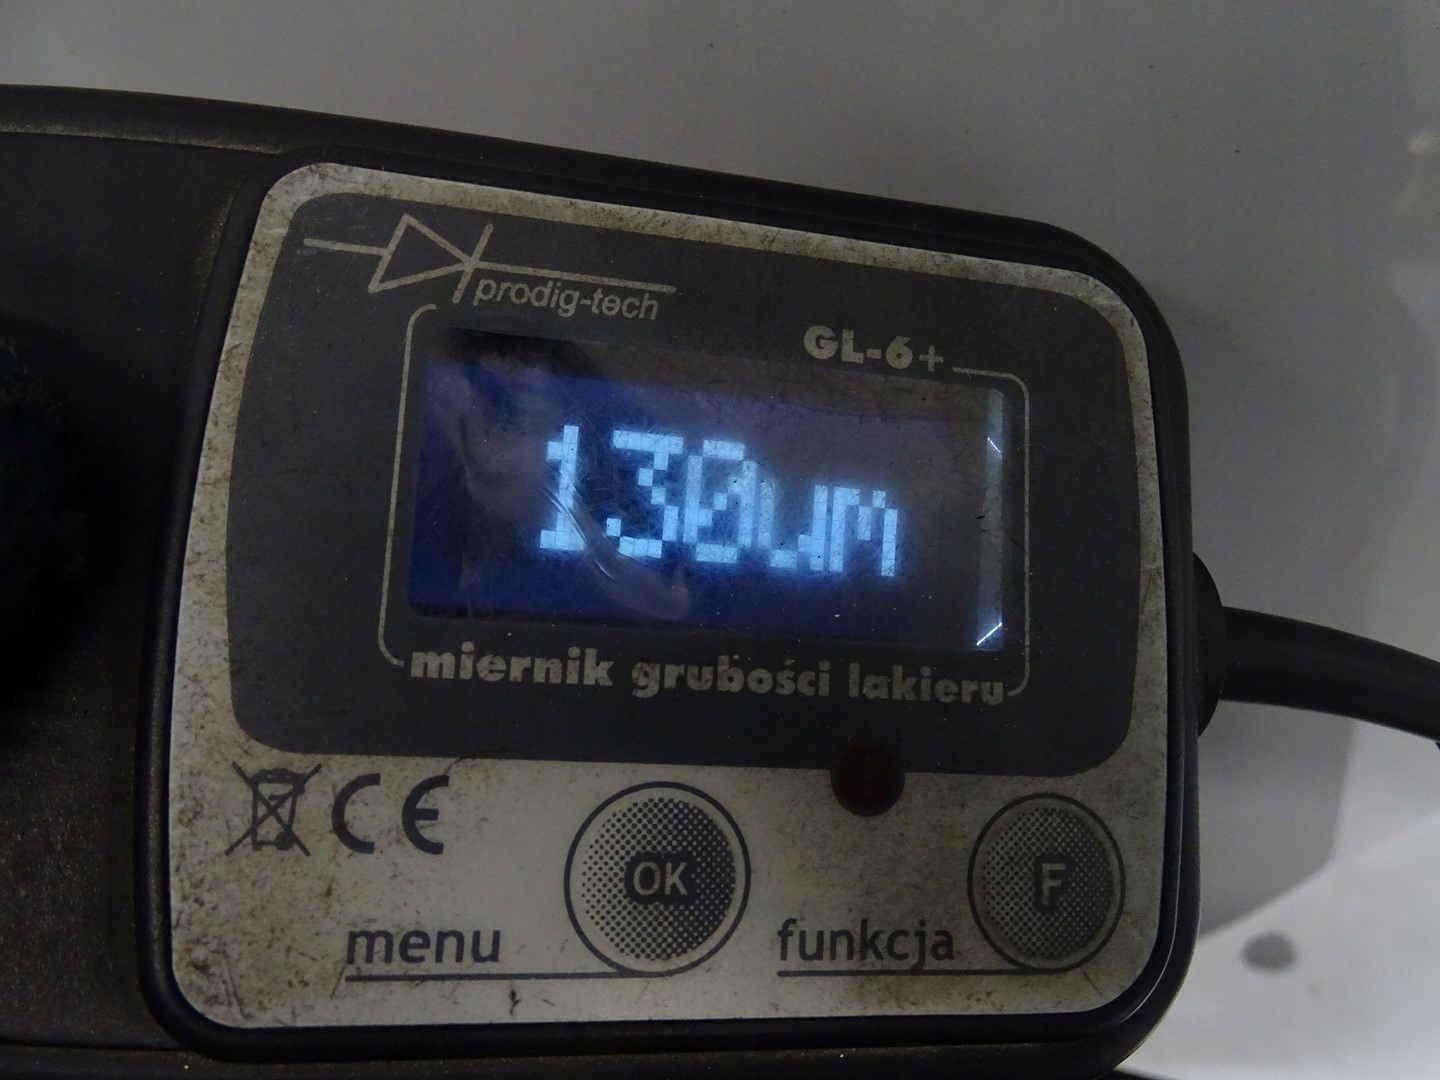 prodig-tech
GL-6+
130um
miernik grubości lakieru
CE
OK
F
menu
funkcja